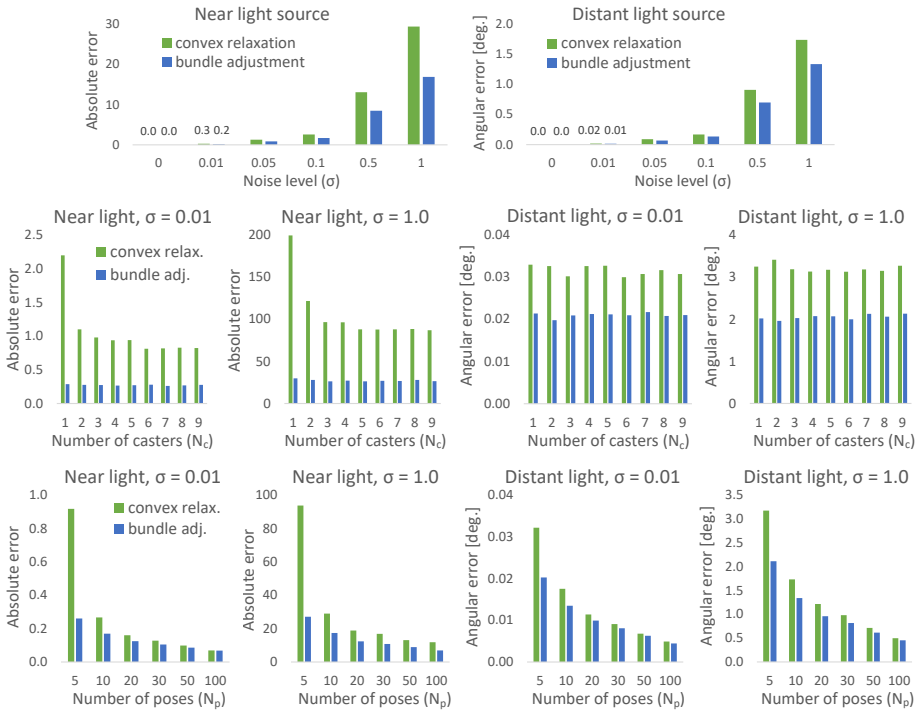 Near light source
Distant light source
Absolute error
30
20
10
0
convex relaxation
bundle adjustment
0.0 0.0 0.3 0.2
0 0.01 0.05 0.1 0.5 1
Noise level (σ)
Angular error [deg.]
2.0
1.5
1.0
0.5
0.0
convex relaxation
bundle adjustment
0.0 0.0 0.02 0.01
0 0.01 0.05 0.1 0.5 1
Noise level (σ)
Near light, σ = 0.01
Absolute error
2.5
2.0
1.5
1.0
0.5
0.0
convex relax.
bundle adj.
1 2 3 4 5 6 7 8 9
Number of casters (Nc)
Near light, σ = 1.0
Absolute error
200
150
100
50
0
1 2 3 4 5 6 7 8 9
Number of casters (Nc)
Distant light, σ = 0.01
Angular error [deg.]
0.04
0.03
0.02
0.01
0.00
1 2 3 4 5 6 7 8 9
Number of casters (Nc)
Distant light, σ = 1.0
Angular error [deg.]
4
3
2
1
0
1 2 3 4 5 6 7 8 9
Number of casters (Nc)
Near light, σ = 0.01
Absolute error
1.0
0.8
0.6
0.4
0.2
0.0
convex relax.
bundle adj.
5 10 20 30 50 100
Number of poses (Np)
Near light, σ = 1.0
Absolute error
100
80
60
40
20
0
5 10 20 30 50 100
Number of poses (Np)
Distant light, σ = 0.01
Angular error [deg.]
0.04
0.03
0.02
0.01
0.00
5 10 20 30 50 100
Number of poses (Np)
Distant light, σ = 1.0
Angular error [deg.]
3.5
3.0
2.5
2.0
1.5
1.0
0.5
0.0
5 10 20 30 50 100
Number of poses (Np)